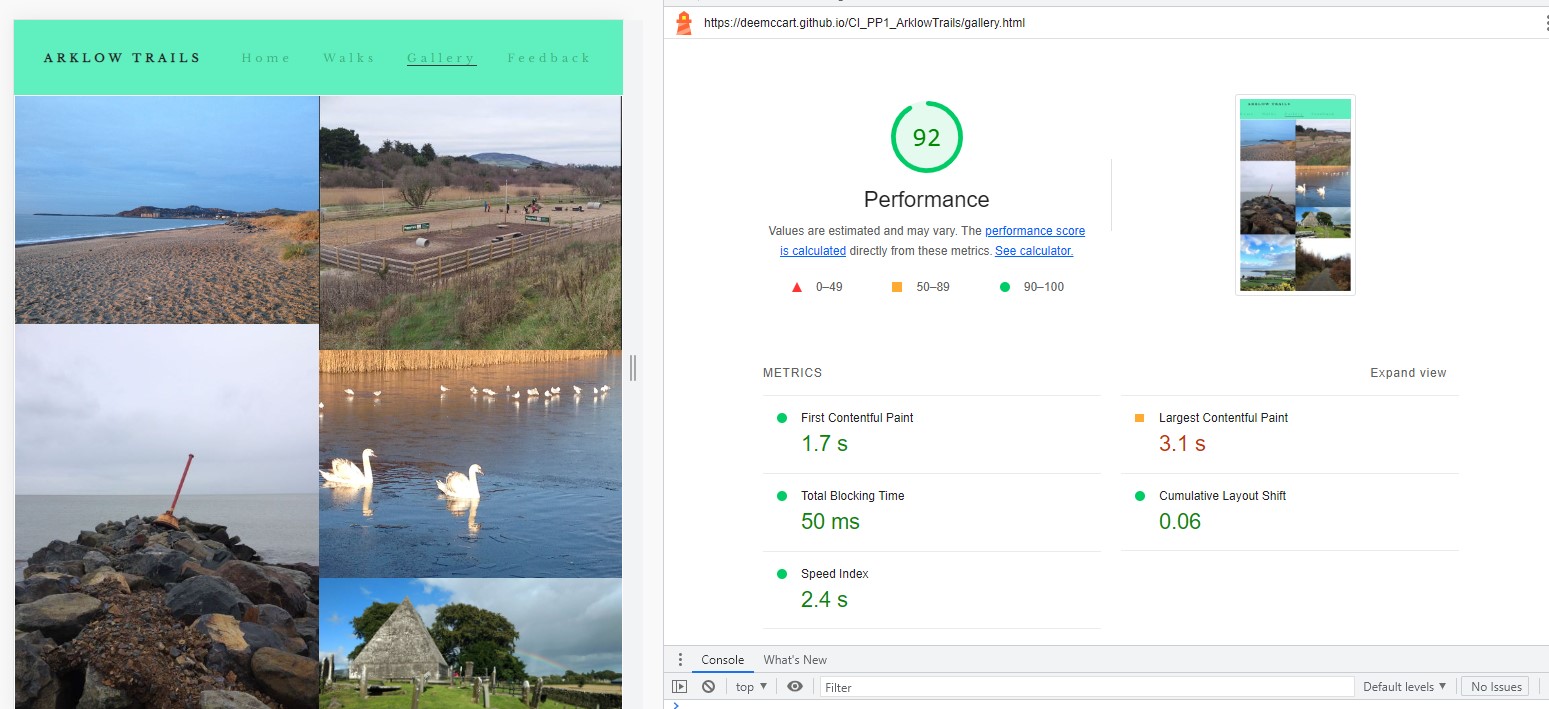 ARKLOW TRAILS Home Walks Gallery Feedback
https://deemccart.github.io/CI_PP1_ArklowTrails/gallery.html
92
Performance
Values are estimated and may vary. The performance score
is calculated directly from these metrics. See calculator.
0–49 50–89 90–100
METRICS Expand view
First Contentful Paint
1.7 s
Largest Contentful Paint
3.1 s
Total Blocking Time
50 ms
Cumulative Layout Shift
0.06
Speed Index
2.4 s
Console What's New
top Filter Default levels No Issues